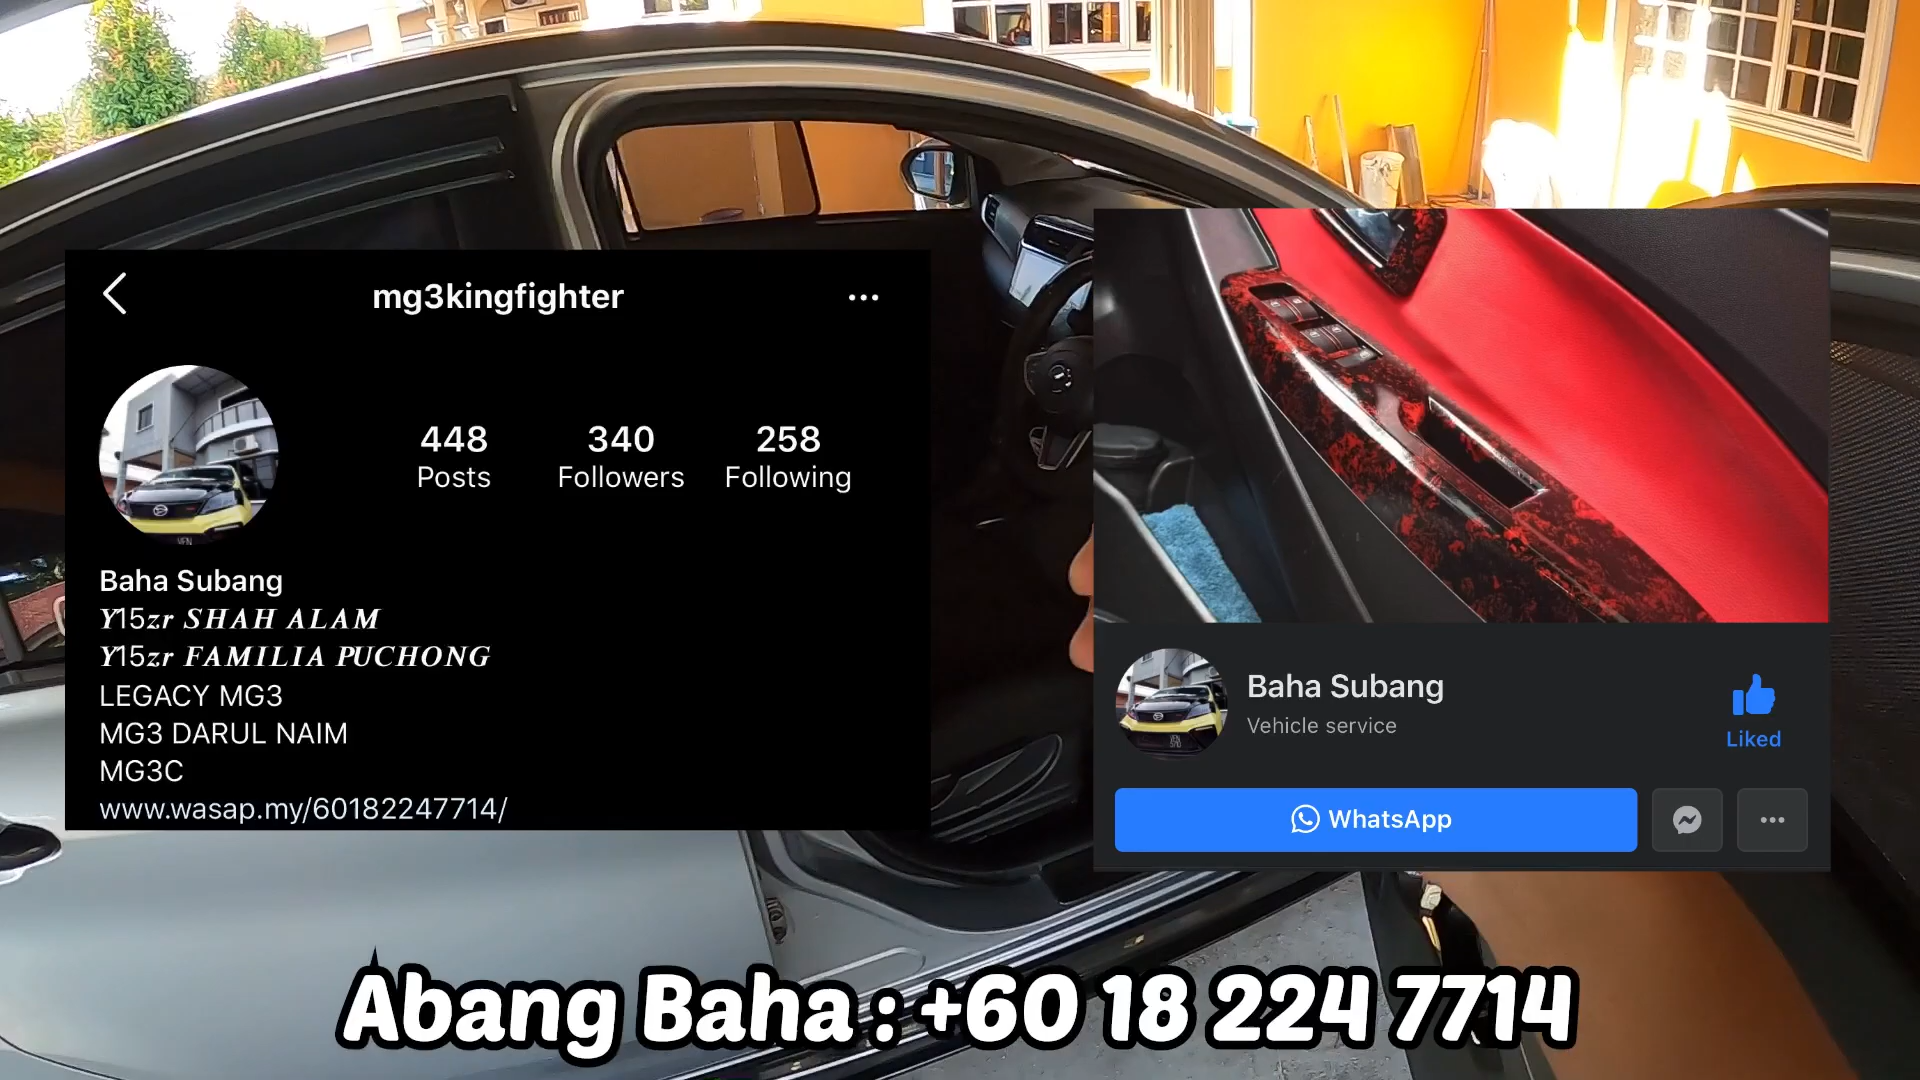 mg3kingfighter
448 Posts
340 Followers
258 Following
Baha Subang
Y15zr SHAH ALAM
Y15zr FAMILIA PUCHONG
LEGACY MG3
MG3 DARUL NAIM
MG3C
www.wasap.my/60182247714/
Baha Subang
Vehicle service
Liked
WhatsApp
Abang Baha : +60 18 224 7714